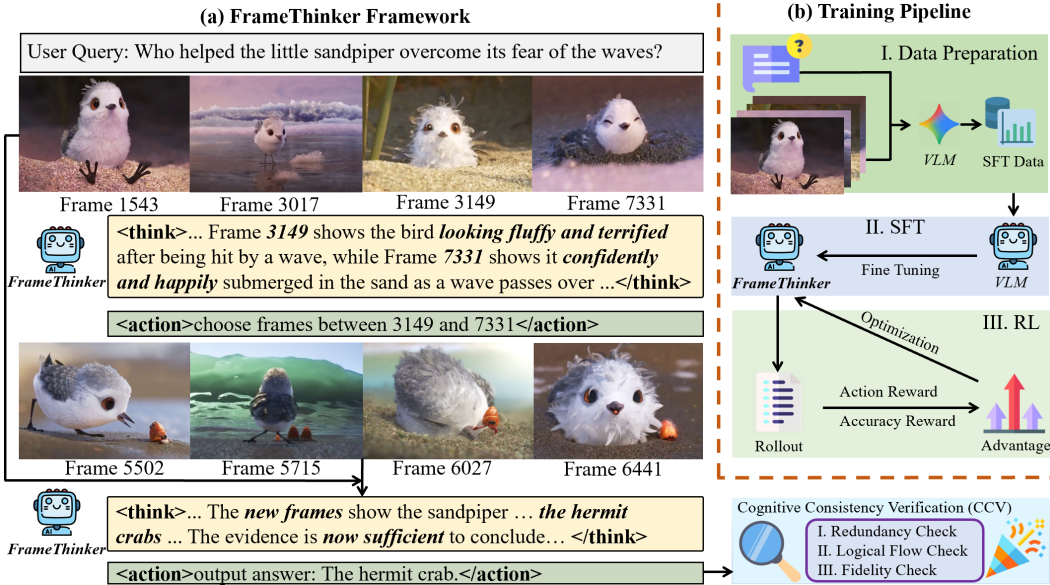 (a) FrameThinker Framework
User Query: Who helped the little sandpiper overcome its fear of the waves?
Frame 1543
Frame 3017
Frame 3149
Frame 7331
AI
FrameThinker
<think>... Frame 3149 shows the bird looking fluffy and terrified
after being hit by a wave, while Frame 7331 shows it confidently
and happily submerged in the sand as a wave passes over ...</think>
<action>choose frames between 3149 and 7331</action>
Frame 5502
Frame 5715
Frame 6027
Frame 6441
AI
FrameThinker
<think>... The new frames show the sandpiper … the hermit
crabs ... The evidence is now sufficient to conclude… </think>
<action>output answer: The hermit crab.</action>
(b) Training Pipeline
I. Data Preparation
?
VLM
SFT Data
II. SFT
AI
FrameThinker
Fine Tuning
AI
VLM
III. RL
Optimization
Rollout
Action Reward
Accuracy Reward
Advantage
Cognitive Consistency Verification (CCV)
I. Redundancy Check
II. Logical Flow Check
III. Fidelity Check